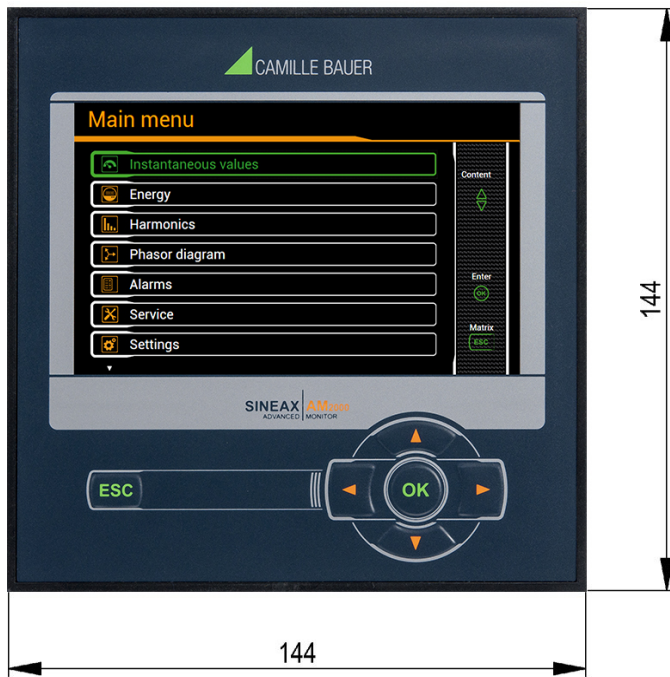 CAMILLE BAUER
Main menu
Instantaneous values
Content
Energy
Harmonics
Phasor diagram
Alarms
Enter
OK
Service
Matrix
ESC
Settings
SINEAX
ADVANCED MONITOR
ESC
OK
144
144